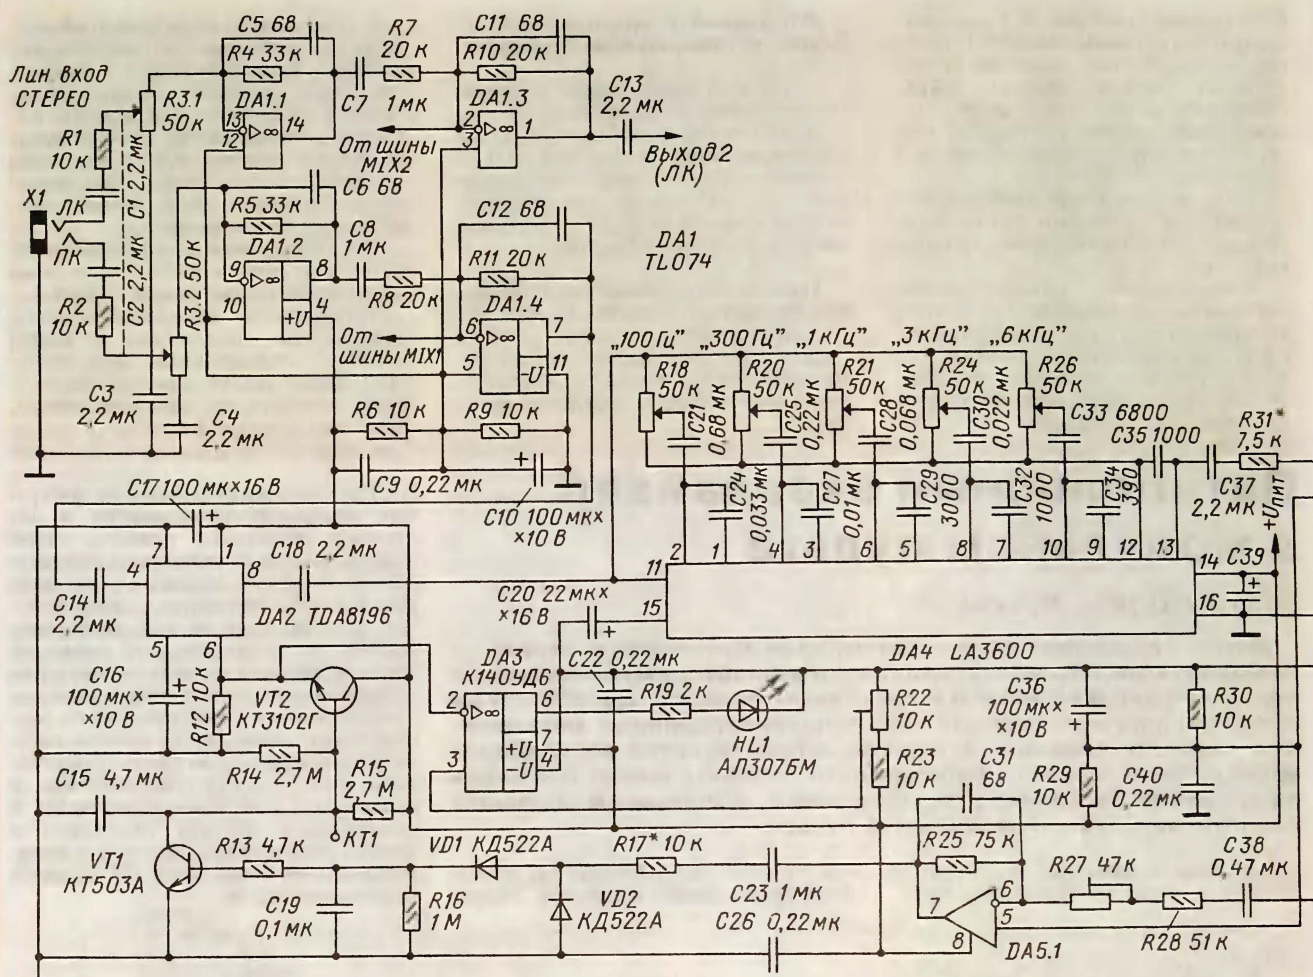 Лин. вход
СТЕРЕО
R1
10 к
X1
ЛК
ПК
R2
10 к
C1 2,2 мк
C2 2,2 мк
R3.1
50 к
R3.2 50 к
C3
2,2 мк
C4
2,2 мк
C5 68
R4 33 к
DA1.1
13
12
14
C7
1 мк
R7
20 к
C11 68
R10 20 к
DA1.3
2
3
1
C13
2,2 мк
Выход 2
(ЛК)
От шины
MIX2
C6 68
R5 33 к
DA1.2
9
10
8
4
+U
C8
1 мк
R8 20 к
C12 68
R11 20 к
DA1.4
6
5
7
11
-U
От
шины MIX1
DA1
TL074
R6 10 к
R9 10 к
C9 0,22 мк
C10 100 мк×
×10 В
„100 Гц”
„300 Гц”
„1 кГц”
„3 кГц”
„6 кГц”
R18
50 к
R20
50 к
R21
50 к
R24
50 к
R26
50 к
C21
0,68 мк
C25
0,22 мк
C28
0,068 мк
C30
0,022 мк
C33 6800
C35 1000
R31*
7,5 к
C24
0,033 мк
C27
0,01 мк
C29
3000
C32
1000
C34
390
C37
2,2 мк
+Uпит
2
1
4
3
6
5
8
7
10
9
12
13
11
15
14
16
C39
DA4 LA3600
C17 100 мк×16 В
7
1
4
8
5
6
C18 2,2 мк
C14
2,2 мк
DA2 TDA8196
C20 22 мк×
×16 В
C16
100 мк×
×10 В
R12 10 к
VT2
КТ3102Г
DA3
К140УД6
2
3
6
7
4
+U
-U
C22 0,22 мк
R19 2 к
HL1
АЛ307БМ
R22
10 к
R23
10 к
C36
100 мк×
×10 В
R30
10 к
R29
10 к
C40
0,22 мк
C15 4,7 мк
R14 2,7 М
R15
2,7 М
КТ1
VT1
КТ503А
R13 4,7 к
C19
0,1 мк
VD1 КД522А
R16
1 М
VD2
КД522А
R17* 10 к
C23 1 мк
C26 0,22 мк
C31
68
R25 75 к
7
6
5
8
DA5.1
R27 47 к
R28 51 к
C38
0,47 мк